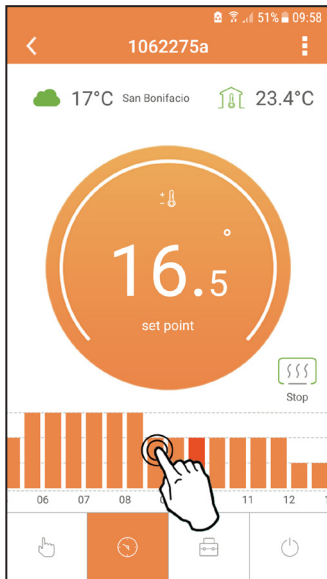 51% 09:58
1062275a
17°C San Bonifacio 23.4°C
16.5°
set point
Stop
06 07 08 11 12